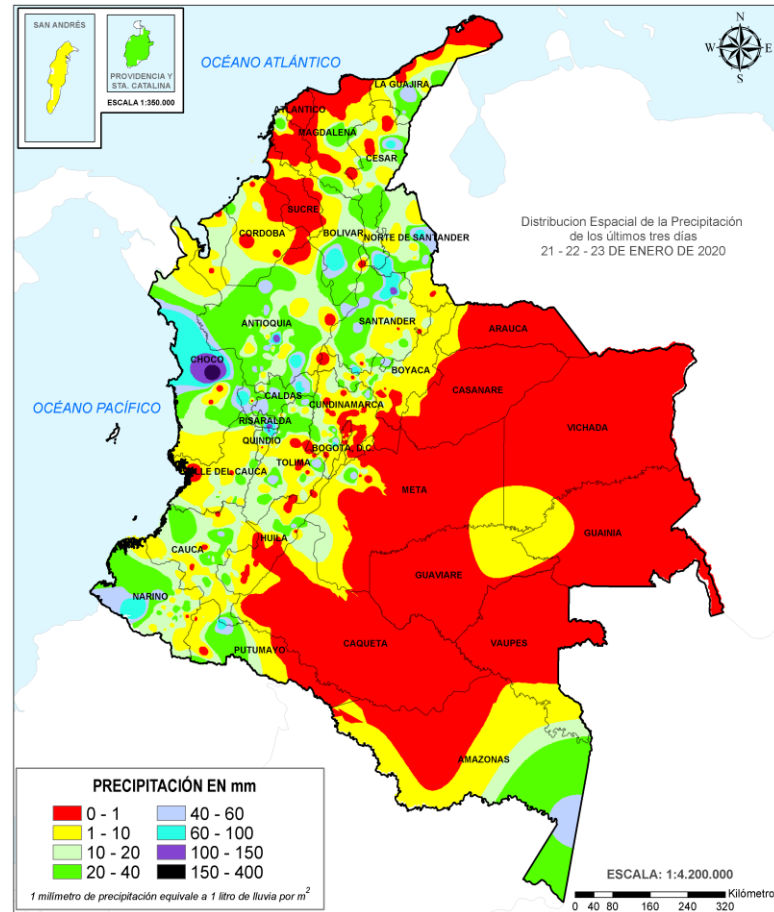 SAN ANDRÉS
PROVIDENCIA Y
STA. CATALINA
ESCALA 1:350.000
OCÉANO ATLÁNTICO
N
W
E
S
LA GUAJIRA
ATLANTICO
MAGDALENA
CESAR
SUCRE
CORDOBA
BOLIVAR
NORTE DE SANTANDER
Distribucion Espacial de la Precipitación
de los últimos tres días
21 - 22 - 23 DE ENERO DE 2020
ANTIOQUIA
SANTANDER
ARAUCA
CHOCO
BOYACA
CASANARE
OCÉANO PACÍFICO
CALDAS
CUNDINAMARCA
RISARALDA
VICHADA
QUINDIO
BOGOTA, D.C.
TOLIMA
VALLE DEL CAUCA
META
GUAINIA
HUILA
CAUCA
GUAVIARE
NARIÑO
CAQUETA
VAUPES
PUTUMAYO
AMAZONAS
PRECIPITACIÓN EN mm
0 - 1
40 - 60
1 - 10
60 - 100
10 - 20
100 - 150
20 - 40
150 - 400
1 milímetro de precipitación equivale a 1 litro de lluvia por m²
ESCALA: 1:4.200.000
Kilómetro
0 40 80 160 240 320